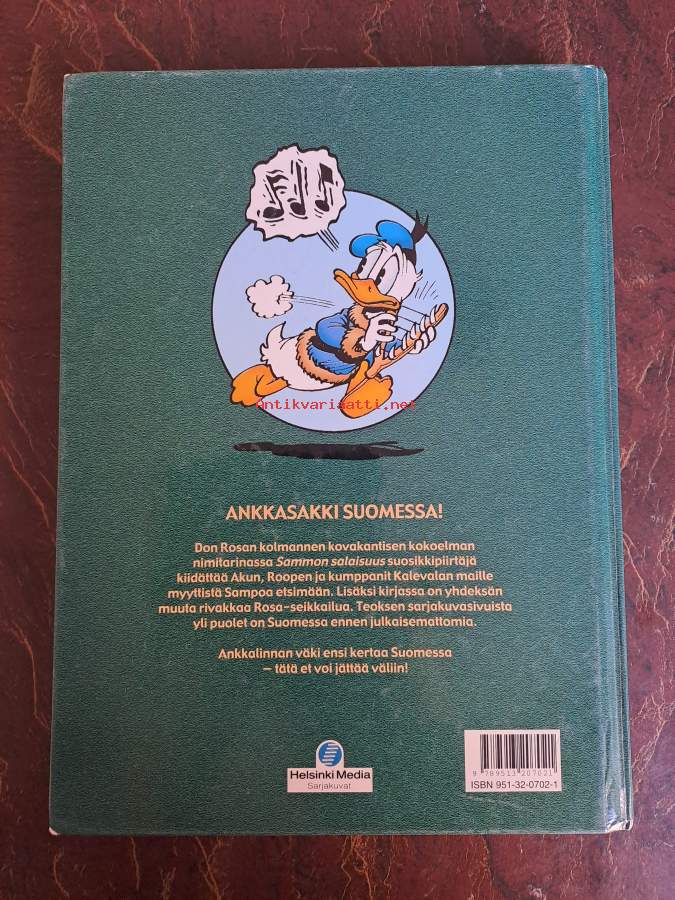 antikvariaatti.net
ANKKASAKKI SUOMESSA!
Don Rosan kolmannen kovakantisen kokoelman
nimitarinassa Sammon salaisuus suosikkipiirtäjä
kiidättää Akun, Roopen ja kumppanit Kalevalan maille
myyttistä Sampoa etsimään. Lisäksi kirjassa on yhdeksän
muuta rivakkaa Rosa-seikkailua. Teoksen sarjakuvasivuista
yli puolet on Suomessa ennen julkaisemattomia.
Ankkalinnan väki ensi kertaa Suomessa
– tätä et voi jättää väliin!
Helsinki Media
Sarjakuvat
9 789513 207021
ISBN 951-32-0702-1